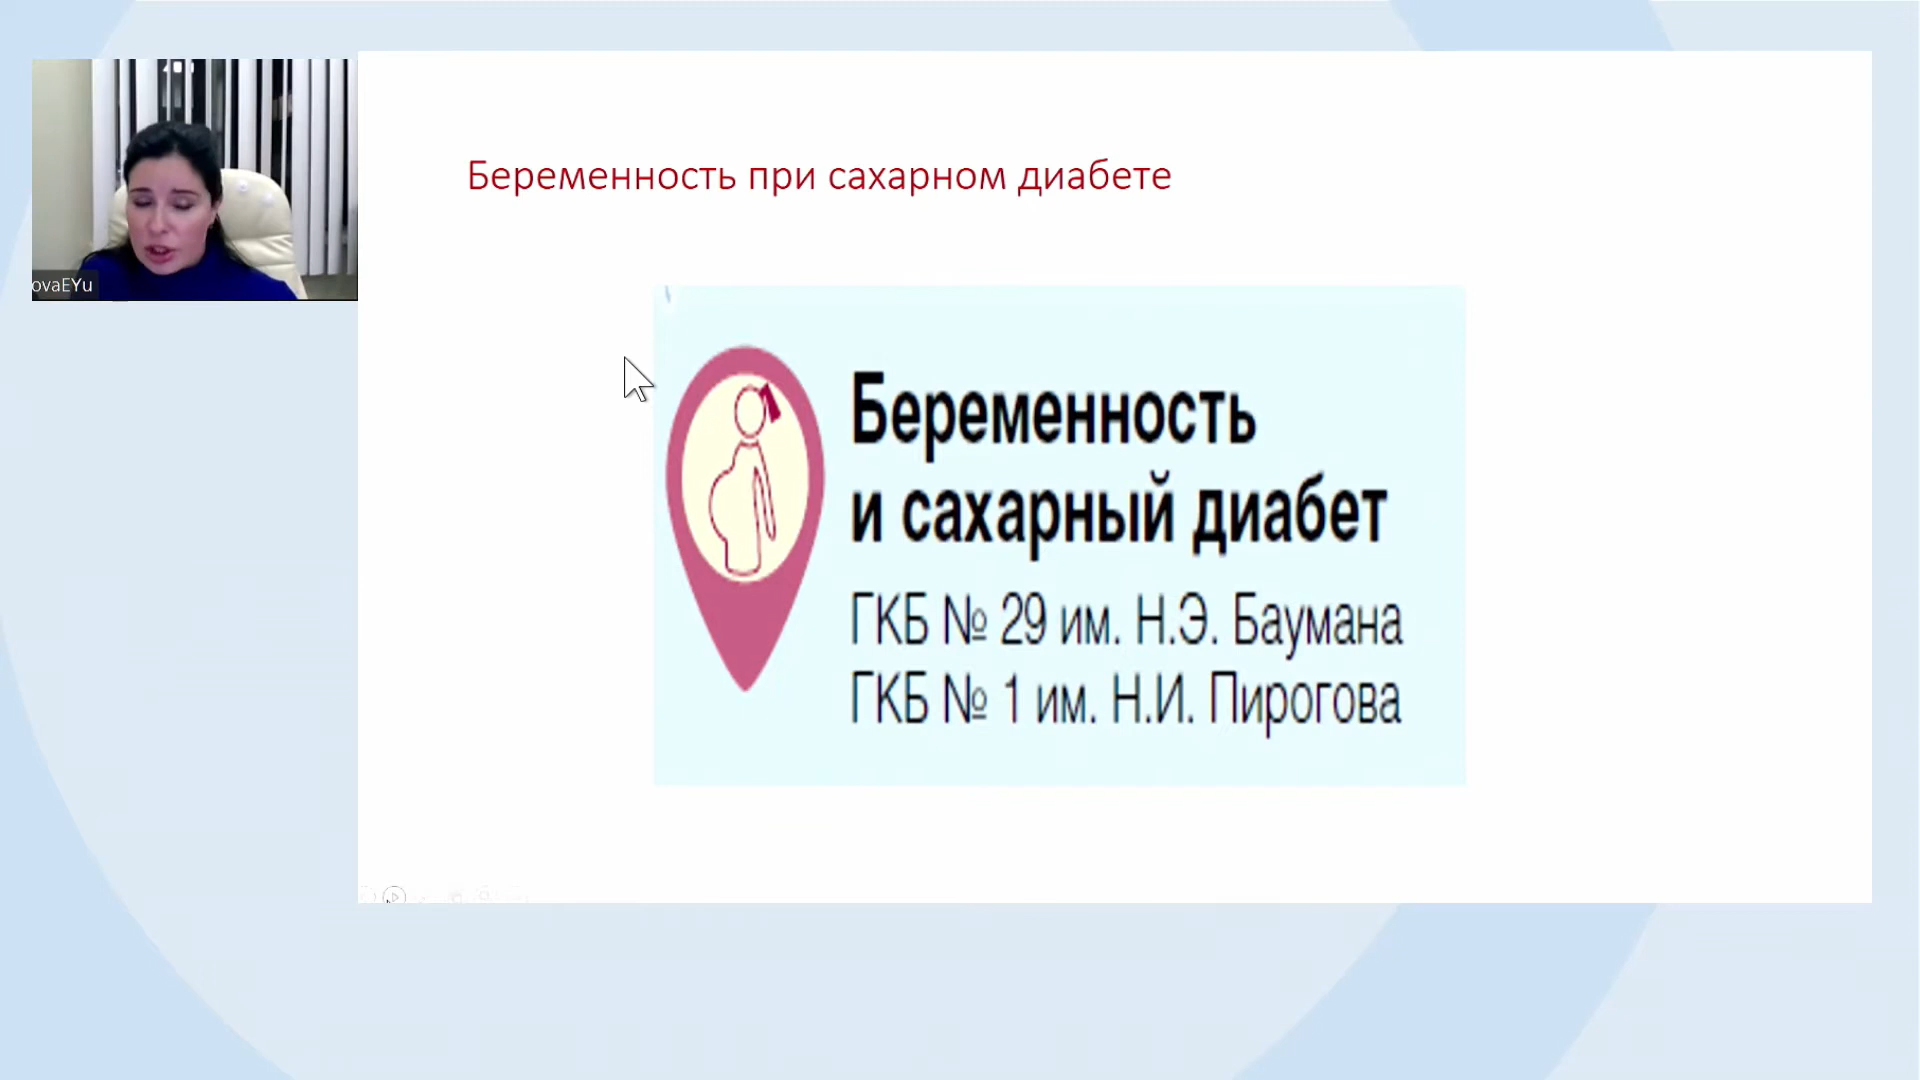 Беременность при сахарном диабете
ovaEYu
Беременность
и сахарный диабет
ГКБ № 29 им. Н.Э. Баумана
ГКБ № 1 им. Н.И. Пирогова